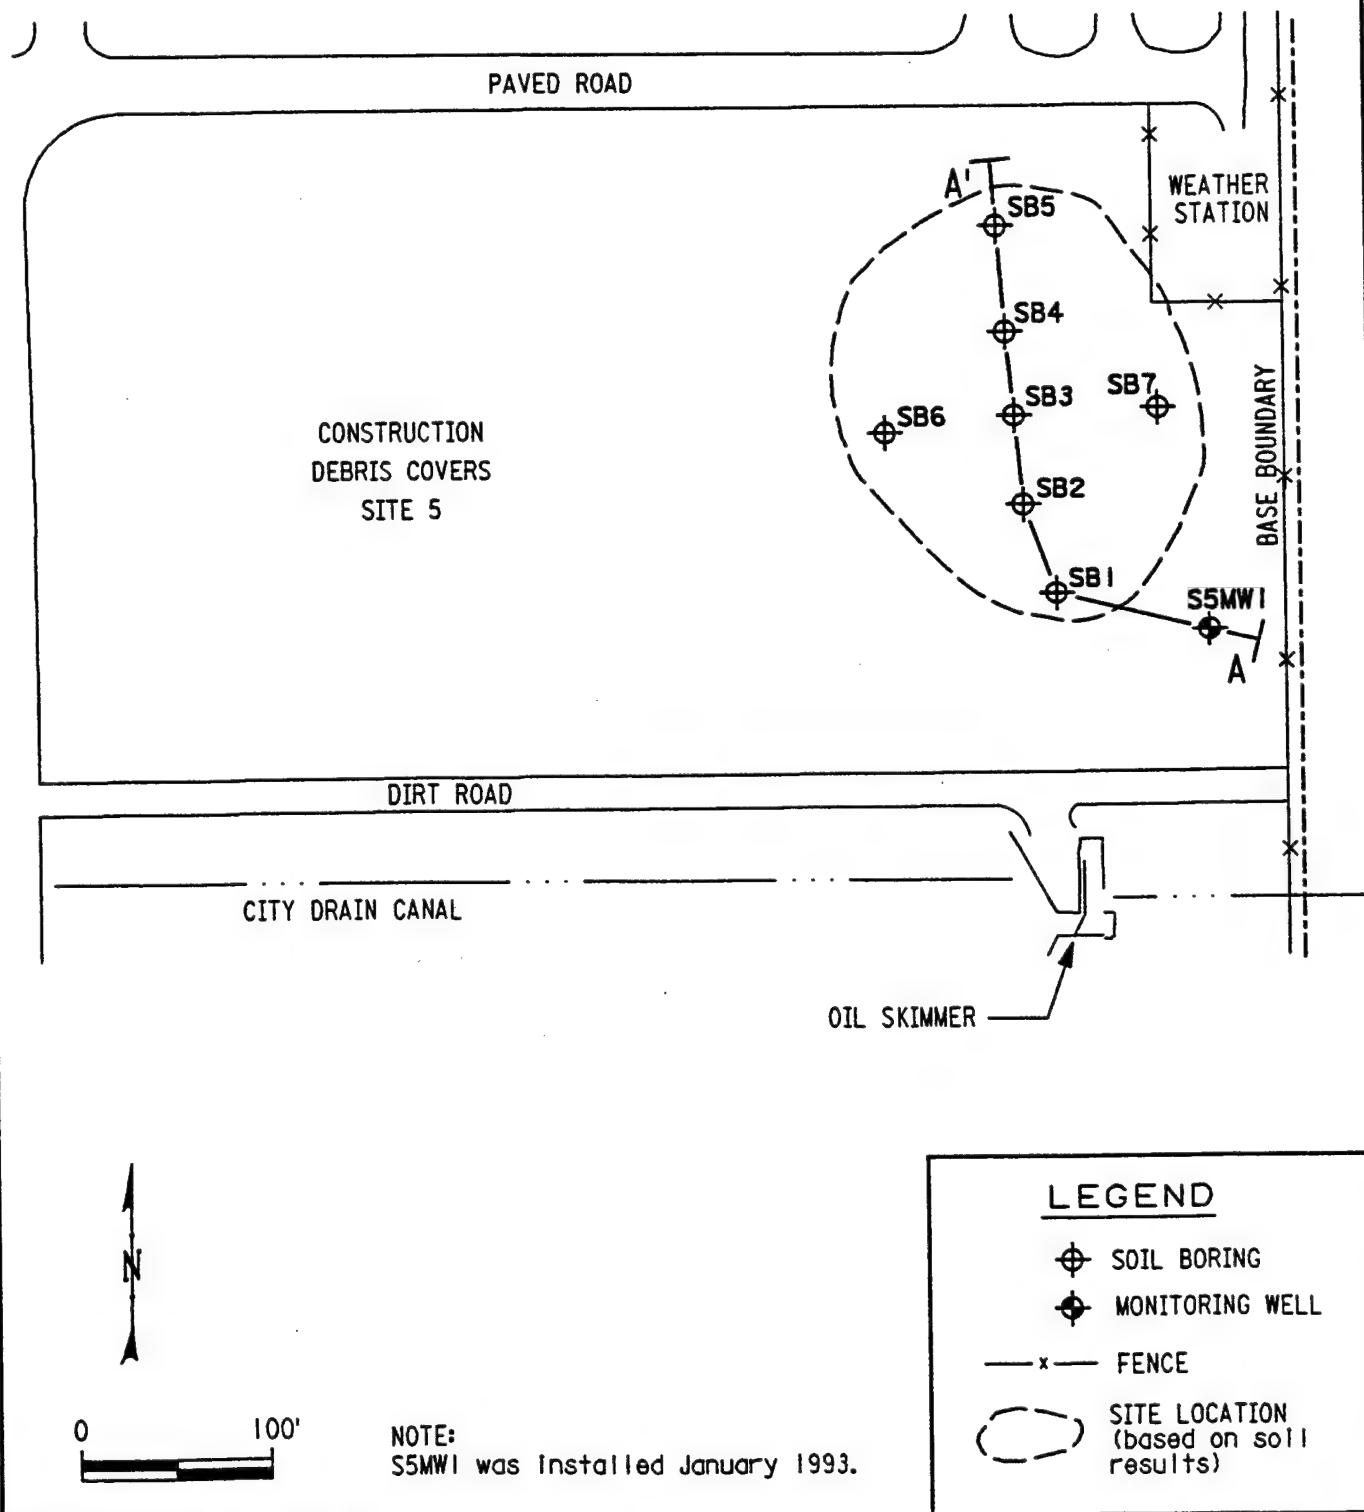 PAVED ROAD
A'
WEATHER
STATION
SB5
SB4
SB3
SB7
SB6
SB2
BASE BOUNDARY
CONSTRUCTION
DEBRIS COVERS
SITE 5
SB1
S5MW1
A
DIRT ROAD
CITY DRAIN CANAL
OIL SKIMMER
N
LEGEND
SOIL BORING
MONITORING WELL
x FENCE
SITE LOCATION
(based on soil
results)
0 100'
NOTE:
S5MW1 was installed January 1993.